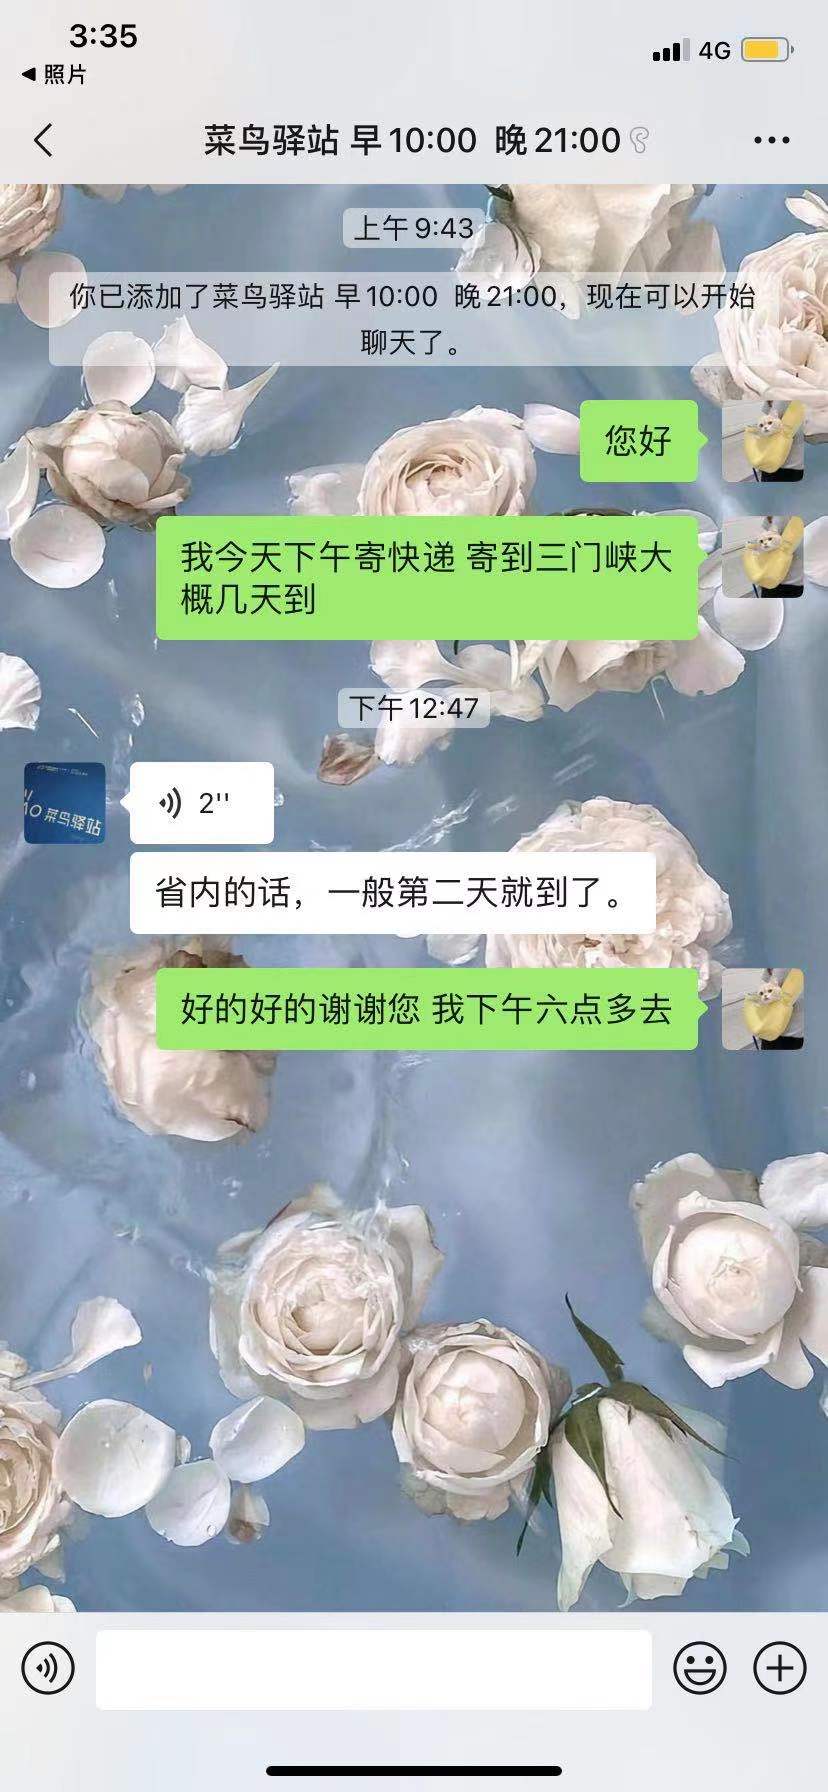 3:35
4G
照片
菜鸟驿站 早10:00 晚21:00
上午9:43
你已添加了菜鸟驿站 早10:00 晚21:00，现在可以开始
聊天了。
您好
我今天下午寄快递 寄到三门峡大
概几天到
下午12:47
菜鸟驿站
2''
省内的话，一般第二天就到了。
好的好的谢谢您 我下午六点多去